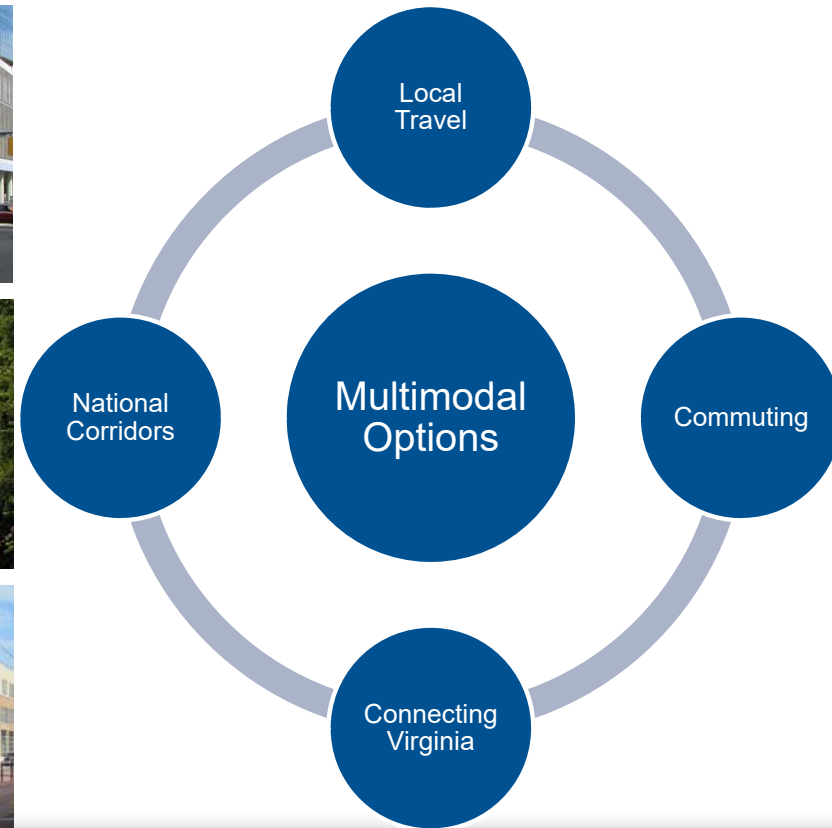 Local
Travel
National
Corridors
Multimodal
Options
Commuting
Connecting
Virginia